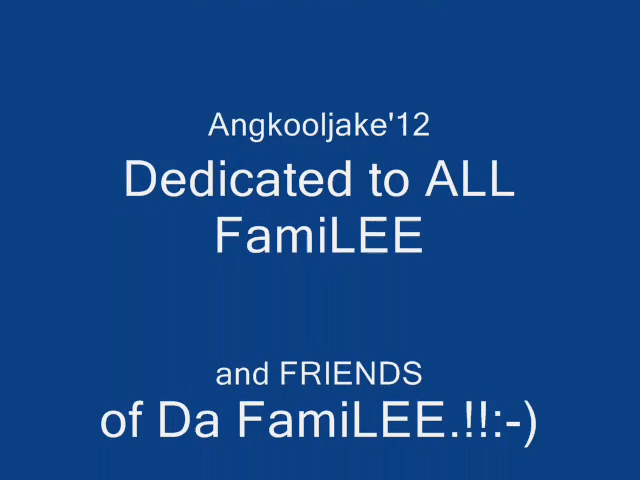 Angkooljake'12
Dedicated to ALL
FamiLEE
and FRIENDS
of Da FamiLEE.!!:-)